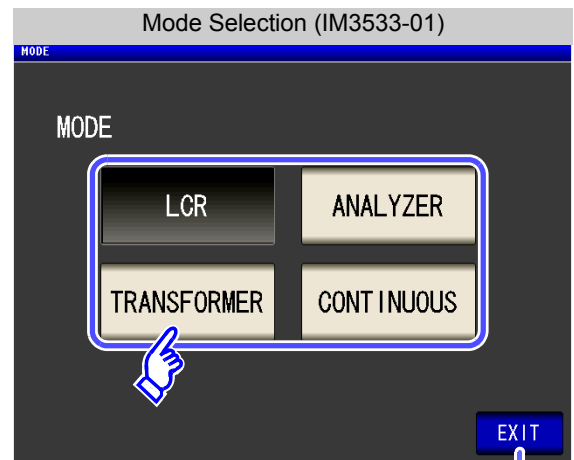 Mode Selection (IM3533-01)
MODE
MODE
LCR ANALYZER
TRANSFORMER CONTINUOUS
EXIT